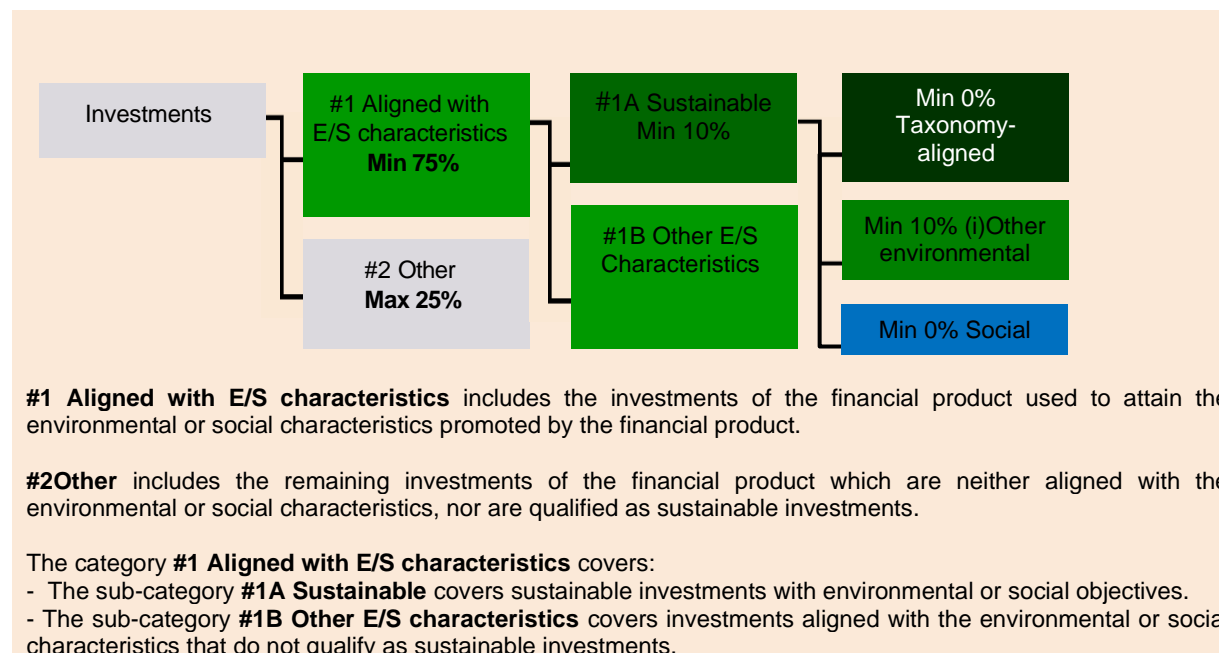 Investments
#1 Aligned with
E/S characteristics
Min 75%
#2 Other
Max 25%
#1A Sustainable
Min 10%
#1B Other E/S
Characteristics
Min 0%
Taxonomy-
aligned
Min 10% (i)Other
environmental
Min 0% Social
#1 Aligned with E/S characteristics includes the investments of the financial product used to attain the
environmental or social characteristics promoted by the financial product.
#2Other includes the remaining investments of the financial product which are neither aligned with the
environmental or social characteristics, nor are qualified as sustainable investments.
The category #1 Aligned with E/S characteristics covers:
- The sub-category #1A Sustainable covers sustainable investments with environmental or social objectives.
- The sub-category #1B Other E/S characteristics covers investments aligned with the environmental or social
characteristics that do not qualify as sustainable investments.